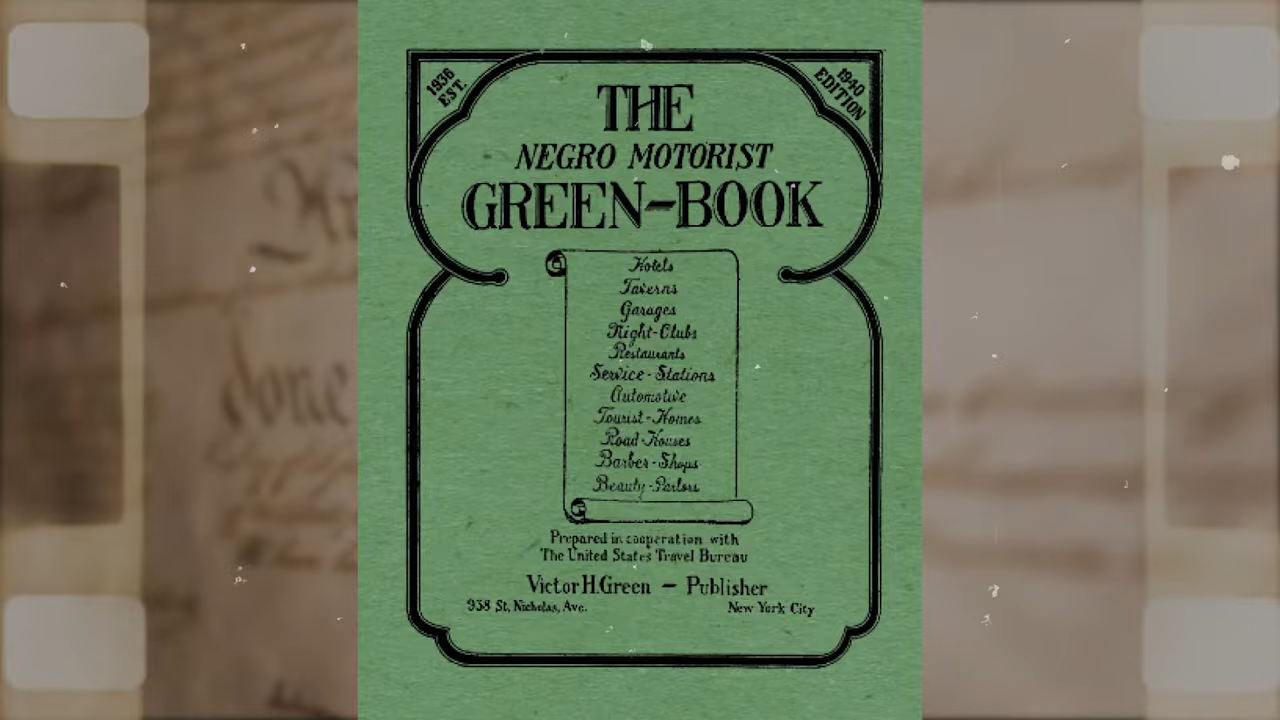 1936
EST.
1940
EDITION
THE
NEGRO MOTORIST
GREEN-BOOK
Hotels
Taverns
Garages
Night-Clubs
Restaurants
Service-Stations
Automotive
Tourist-Homes
Road-Houses
Barber-Shops
Beauty-Parlors
Prepared in cooperation with
The United States Travel Bureau
Victor H. Green — Publisher
938 St. Nicholas, Ave. New York City